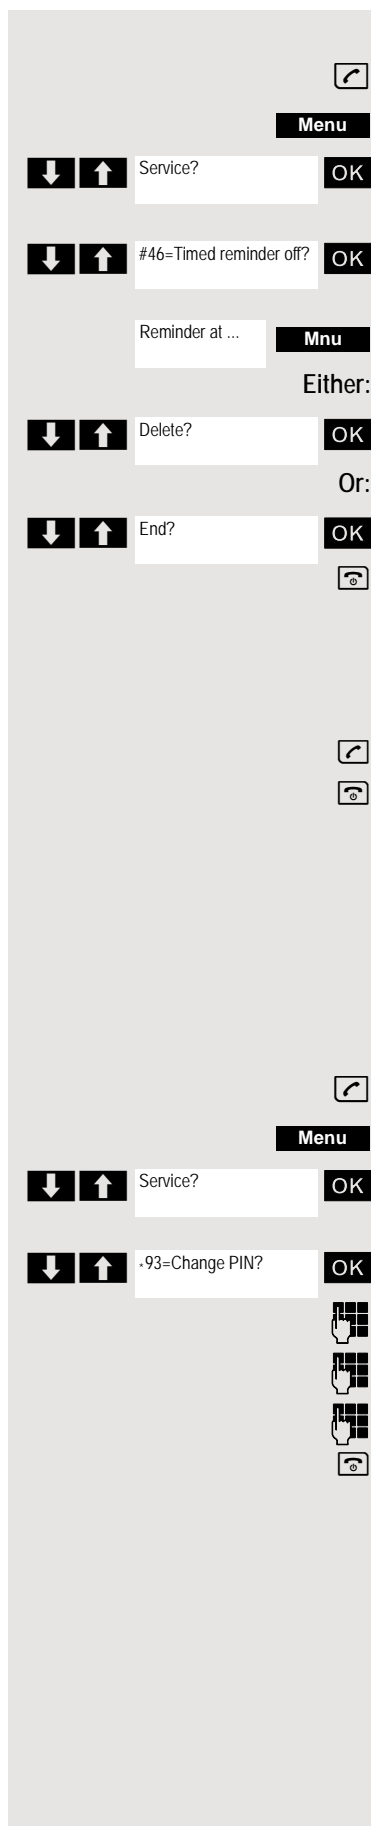 Menu
Service? OK
#46=Timed reminder off? OK
Reminder at ... Mnu
Either:
Delete? OK
Or:
End? OK
Menu
Service? OK
*93=Change PIN? OK